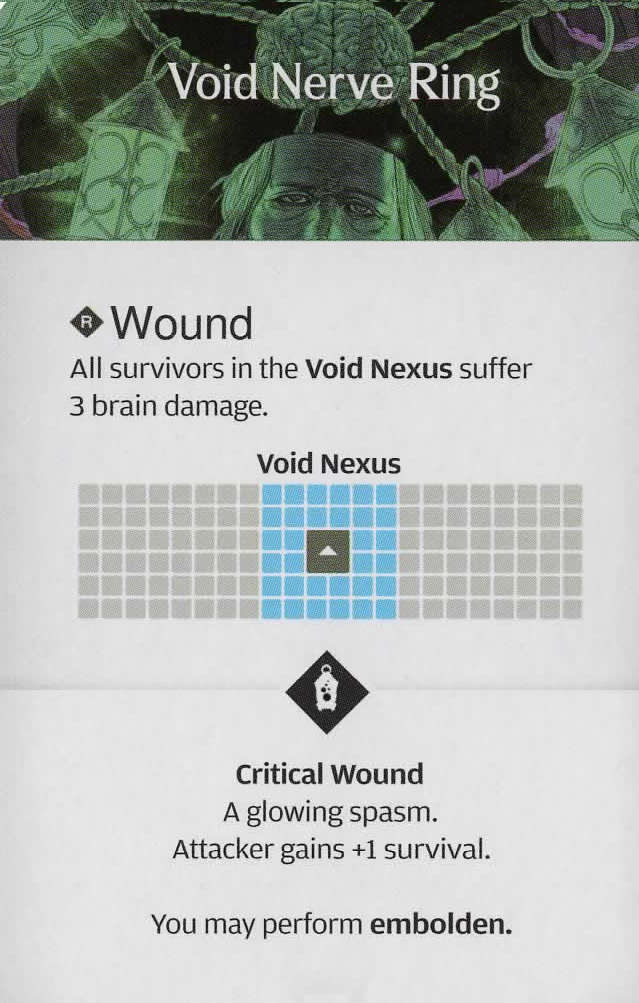 Void Nerve Ring
R Wound
All survivors in the Void Nexus suffer
3 brain damage.
Void Nexus
Critical Wound
A glowing spasm.
Attacker gains +1 survival.
You may perform embolden.